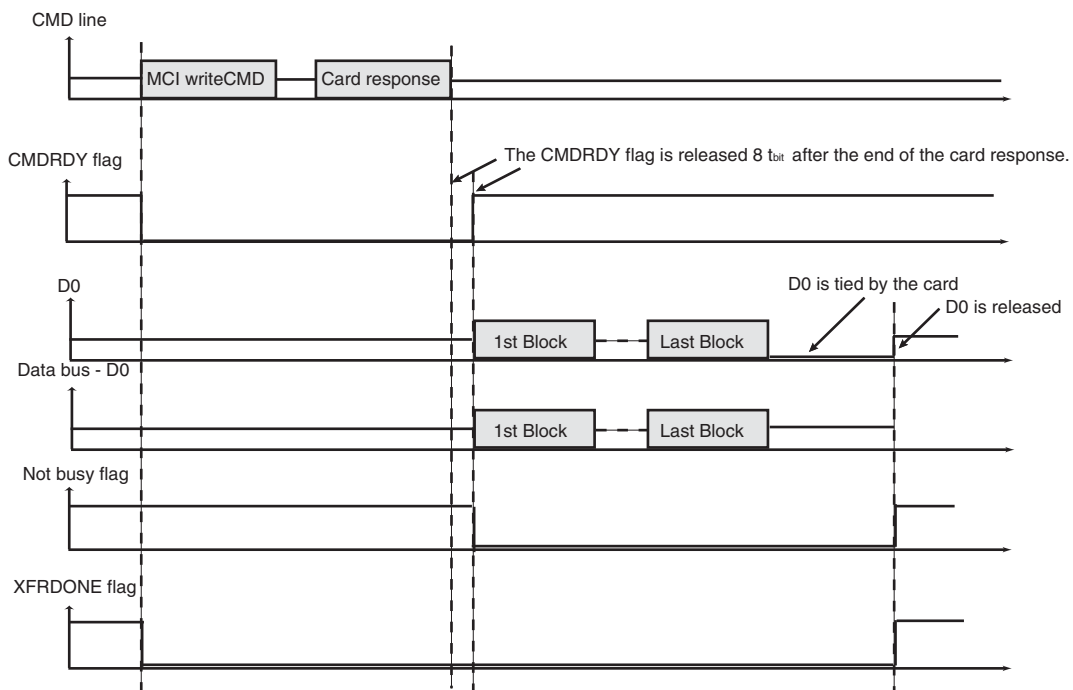 CMD line
MCI writeCMD
Card response
CMDRDY flag
The CMDRDY flag is released 8 tbit after the end of the card response.
D0
D0 is tied by the card
D0 is released
1st Block
Last Block
Data bus - D0
1st Block
Last Block
Not busy flag
XFRDONE flag